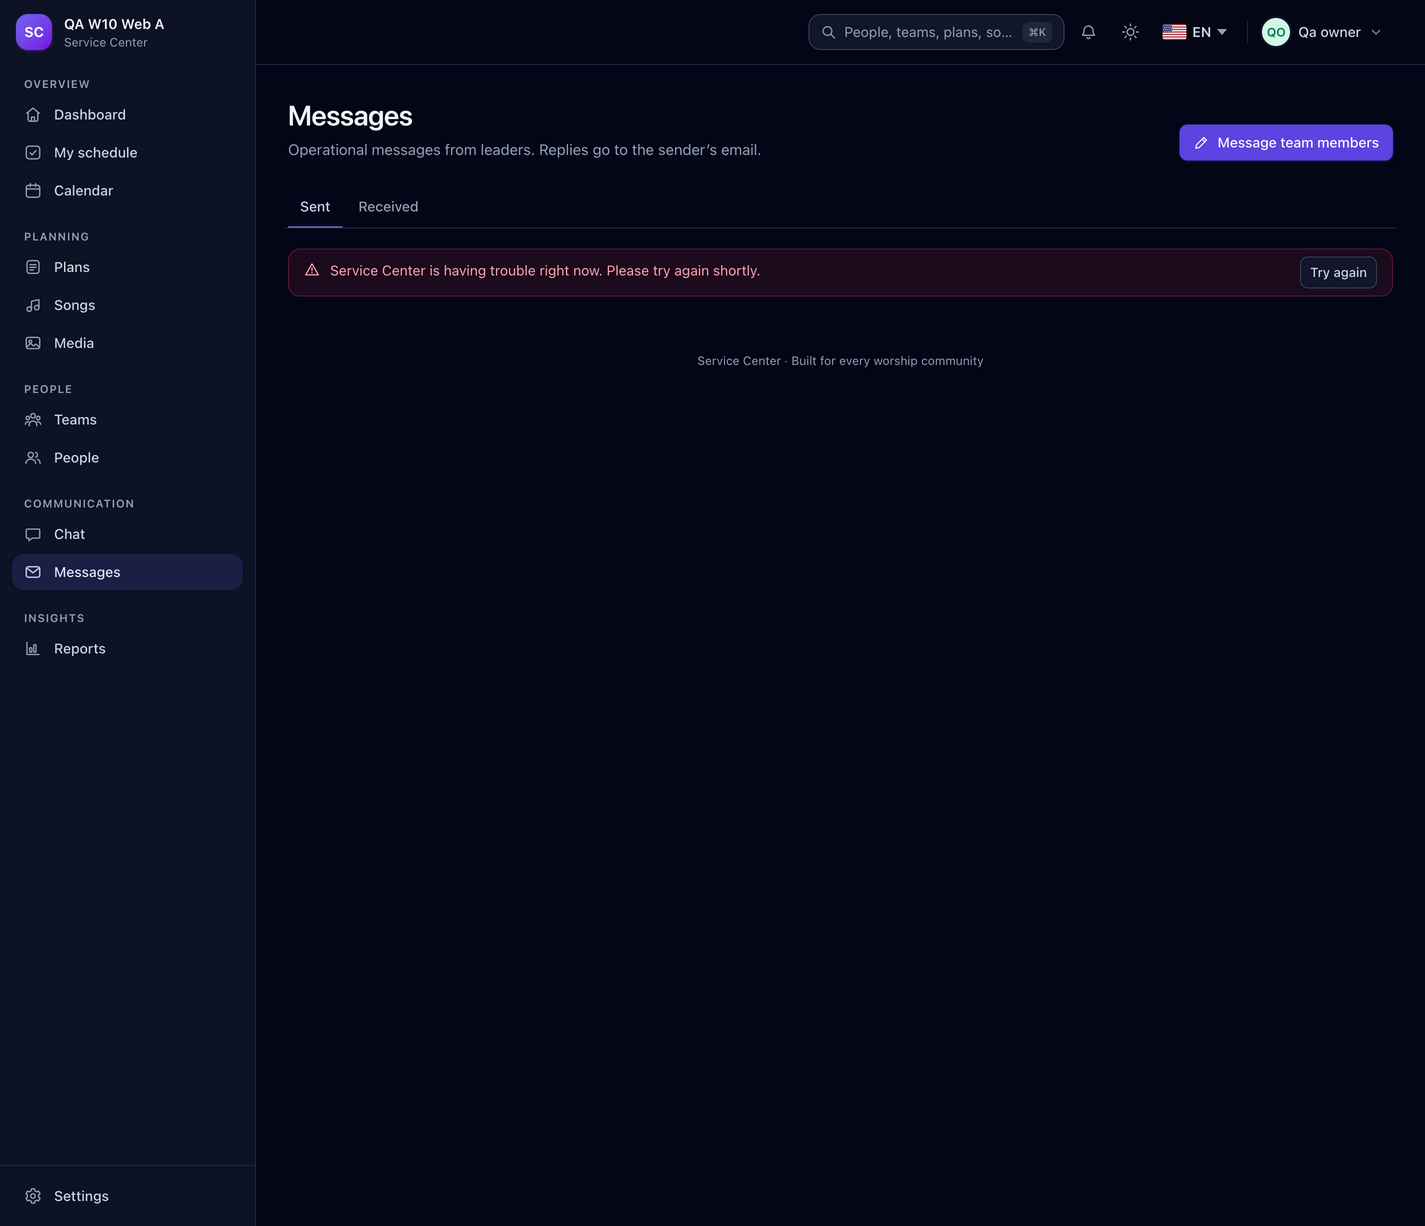 SC
QA W10 Web A
Service Center
People, teams, plans, so...
⌘K
EN
QO
Qa owner
OVERVIEW
Dashboard
My schedule
Calendar
PLANNING
Plans
Songs
Media
PEOPLE
Teams
People
COMMUNICATION
Chat
Messages
INSIGHTS
Reports
Settings
Messages
Operational messages from leaders. Replies go to the sender’s email.
Message team members
Sent
Received
Service Center is having trouble right now. Please try again shortly.
Try again
Service Center · Built for every worship community